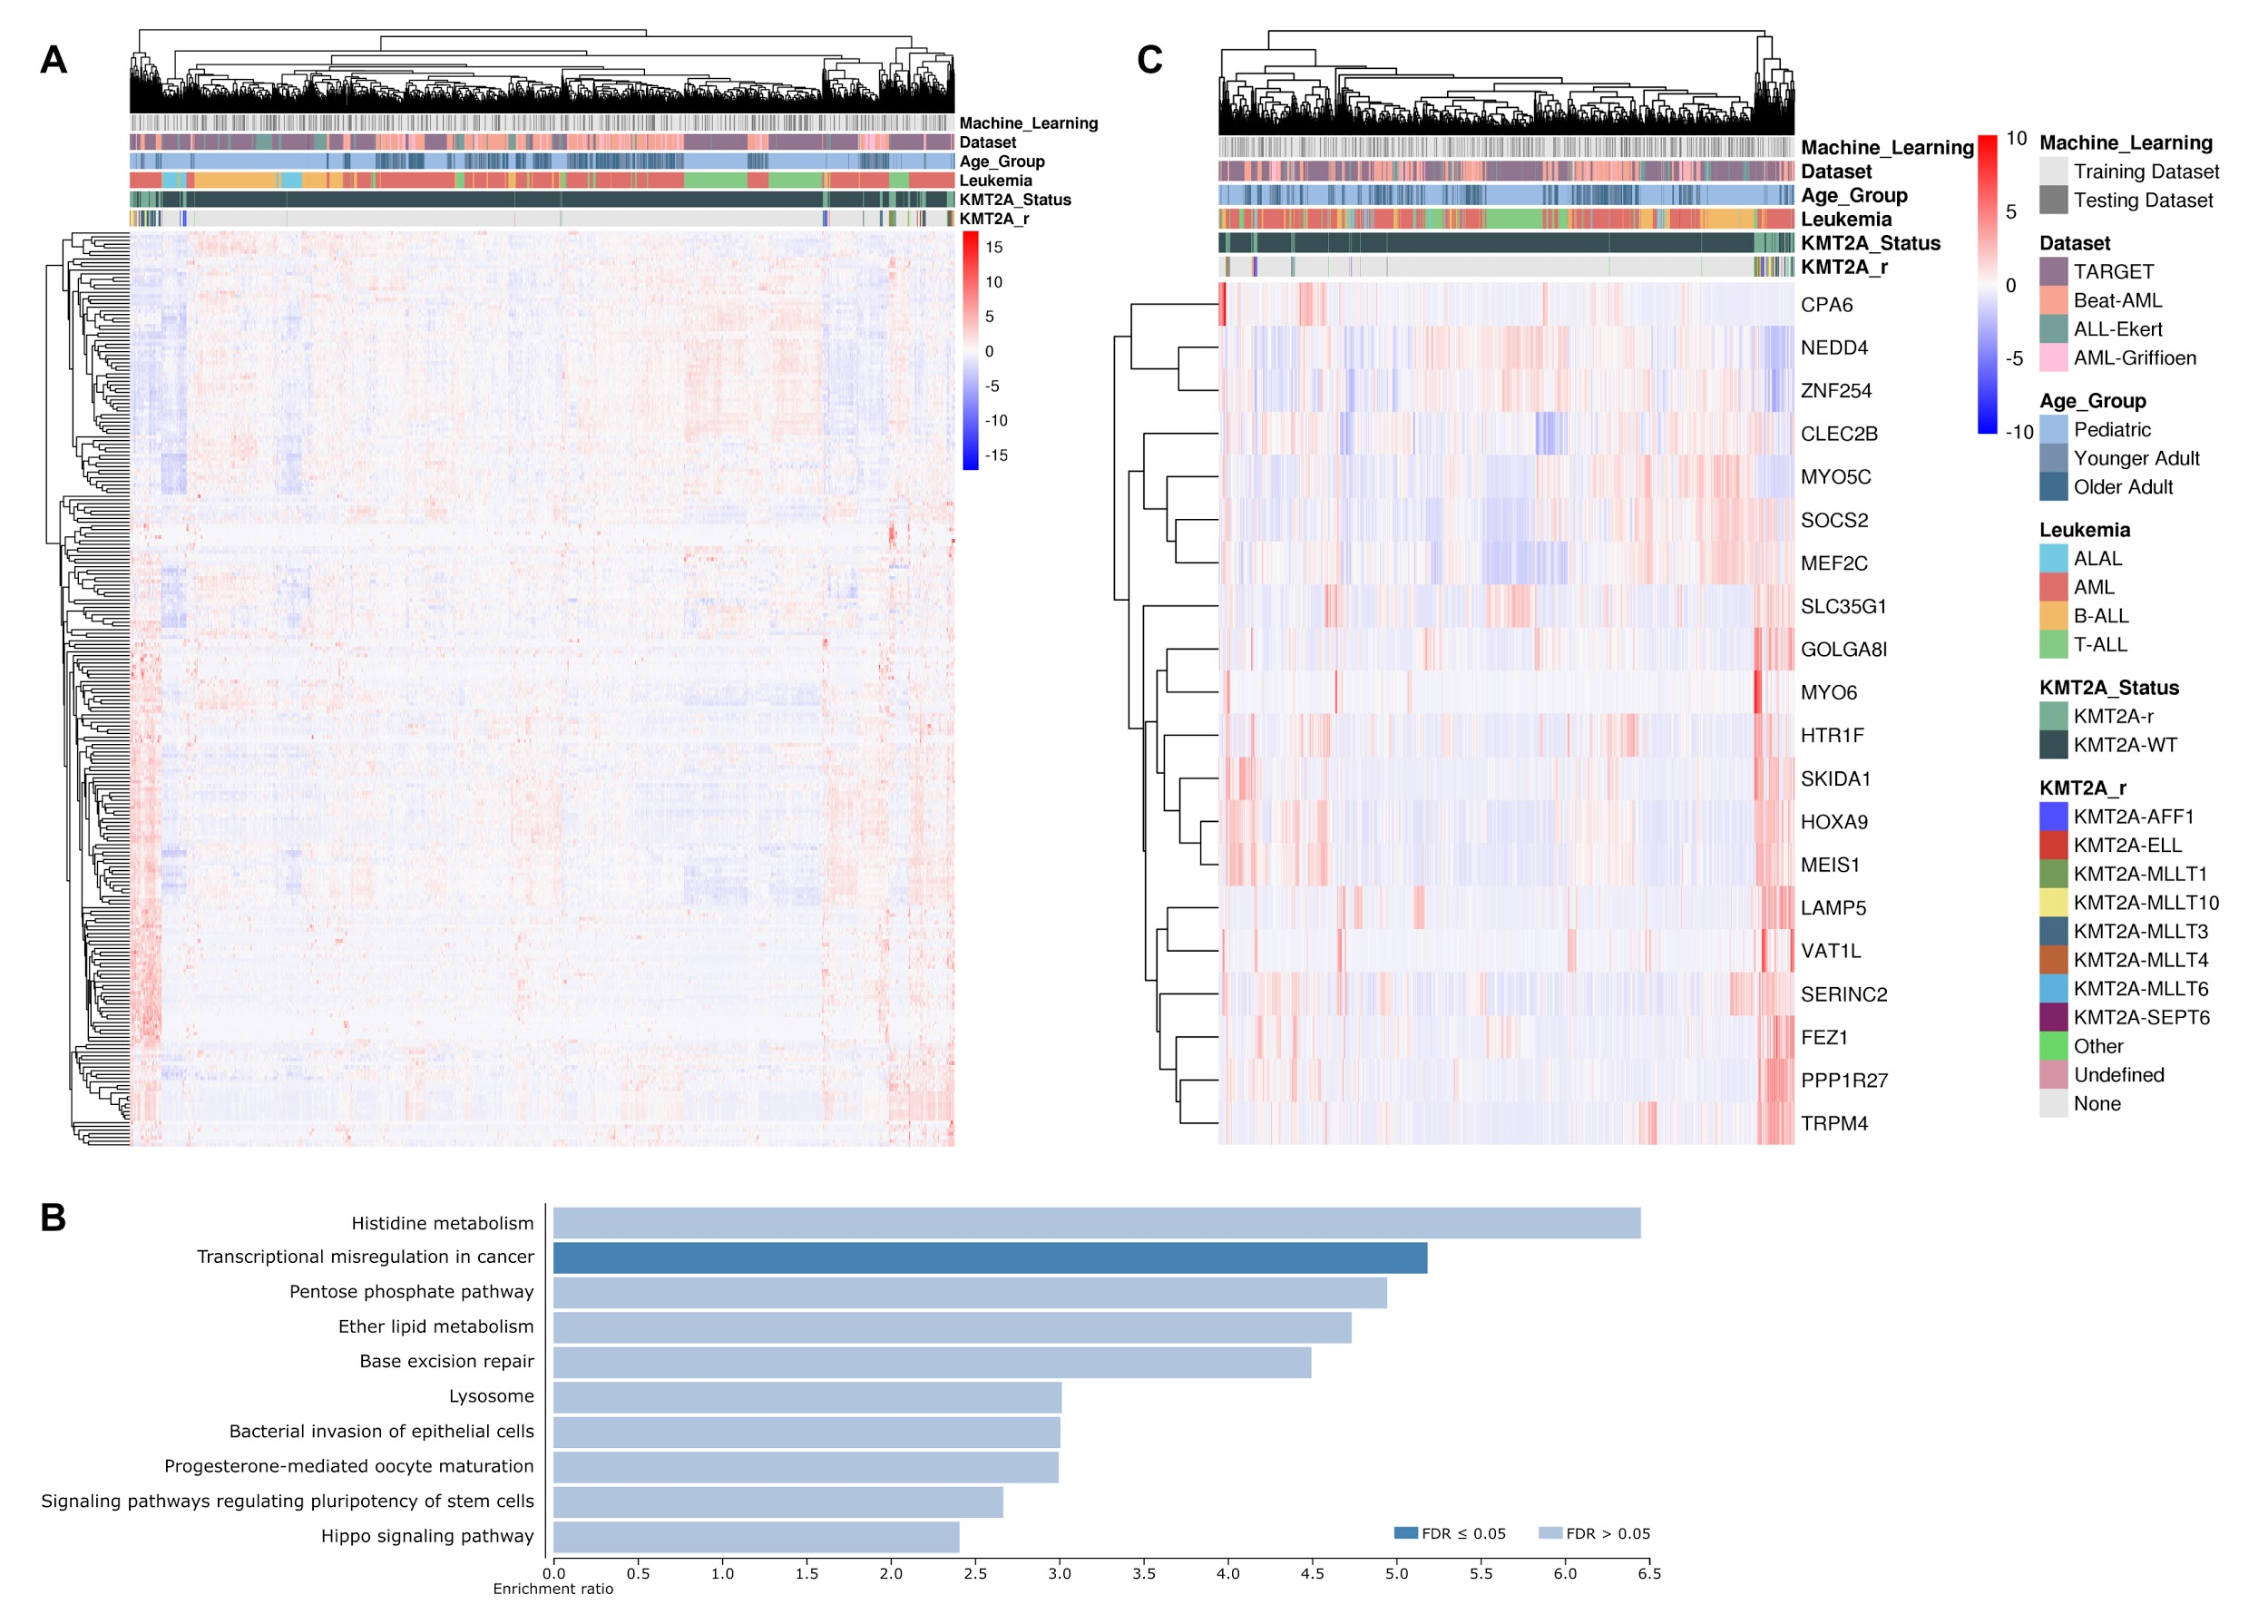 A
Machine_Learning
Dataset
Age_Group
Leukemia
KMT2A_Status
KMT2A_r
15
10
5
0
-5
-10
-15
C
Machine_Learning
Dataset
Age_Group
Leukemia
KMT2A_Status
KMT2A_r
CPA6
NEDD4
ZNF254
CLEC2B
MYO5C
SOCS2
MEF2C
SLC35G1
GOLGA8I
MYO6
HTR1F
SKIDA1
HOXA9
MEIS1
LAMP5
VAT1L
SERINC2
FEZ1
PPP1R27
TRPM4
10
5
0
-5
-10
Machine_Learning
Training Dataset
Testing Dataset
Dataset
TARGET
Beat-AML
ALL-Ekert
AML-Griffioen
Age_Group
Pediatric
Younger Adult
Older Adult
Leukemia
ALAL
AML
B-ALL
T-ALL
KMT2A_Status
KMT2A-r
KMT2A-WT
KMT2A_r
KMT2A-AFF1
KMT2A-ELL
KMT2A-MLLT1
KMT2A-MLLT10
KMT2A-MLLT3
KMT2A-MLLT4
KMT2A-MLLT6
KMT2A-SEPT6
Other
Undefined
None
B
Histidine metabolism
Transcriptional misregulation in cancer
Pentose phosphate pathway
Ether lipid metabolism
Base excision repair
Lysosome
Bacterial invasion of epithelial cells
Progesterone-mediated oocyte maturation
Signaling pathways regulating pluripotency of stem cells
Hippo signaling pathway
FDR ≤ 0.05 FDR > 0.05
0.0 0.5 1.0 1.5 2.0 2.5 3.0 3.5 4.0 4.5 5.0 5.5 6.0 6.5
Enrichment ratio